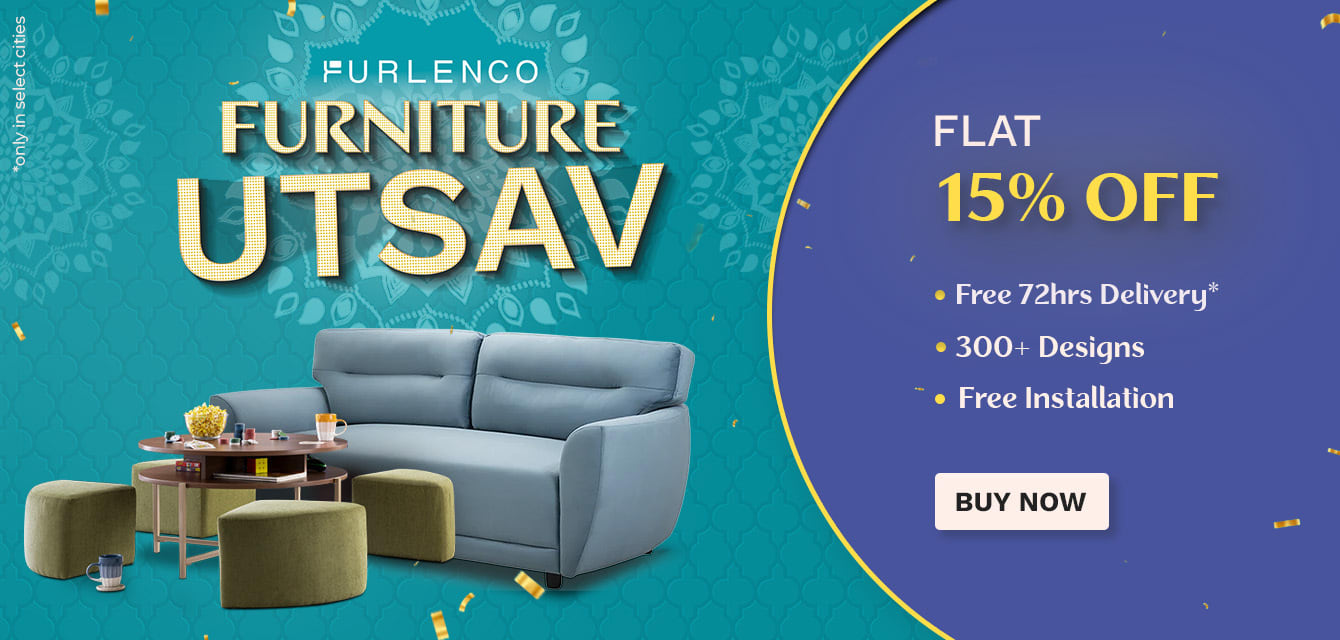 *only in select cities
FURLENCO
FURNITURE
UTSAV
FLAT
15% OFF
• Free 72hrs Delivery*
• 300+ Designs
• Free Installation
BUY NOW